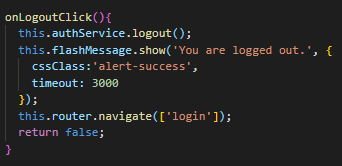 onLogoutClick(){
  this.authService.logout();
  this.flashMessage.show('You are logged out.', {
    cssClass:'alert-success',
    timeout: 3000
  });
  this.router.navigate(['login']);
  return false;
}